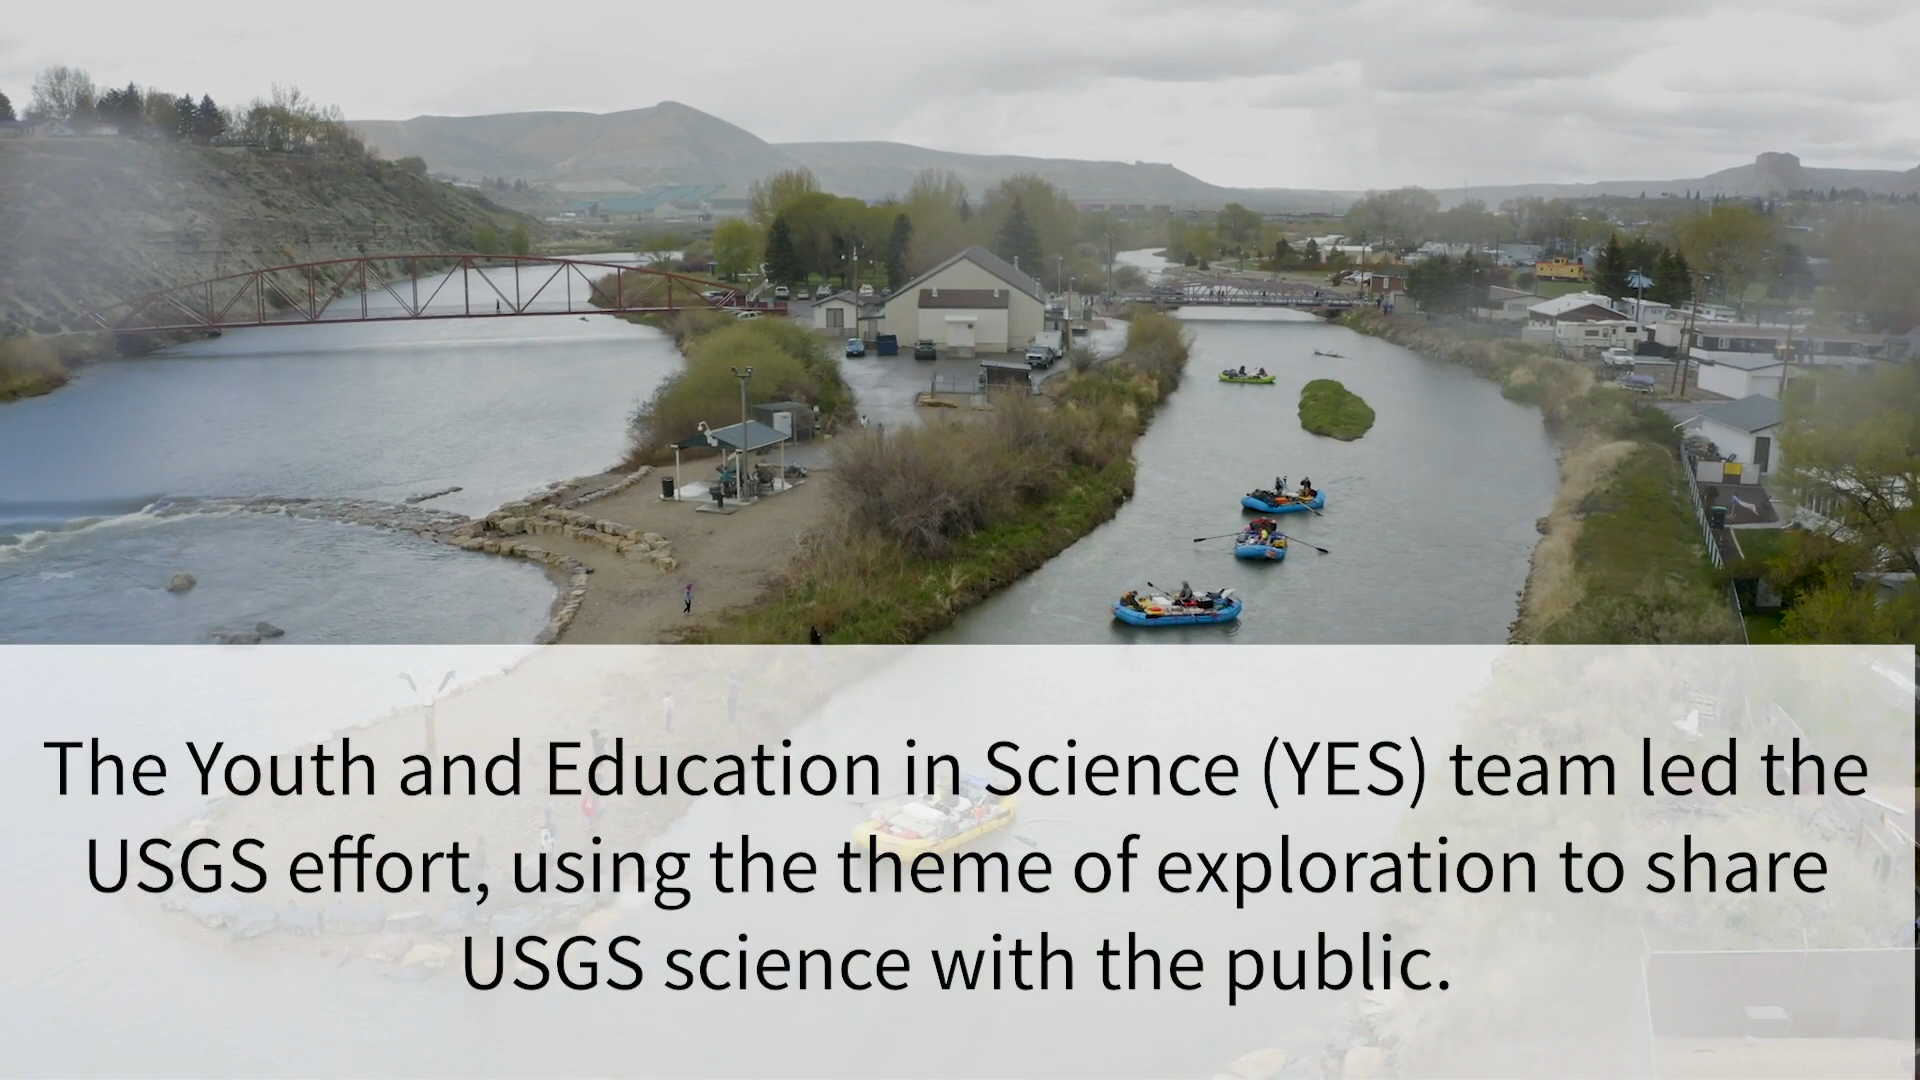 The Youth and Education in Science (YES) team led the
USGS effort, using the theme of exploration to share
USGS science with the public.